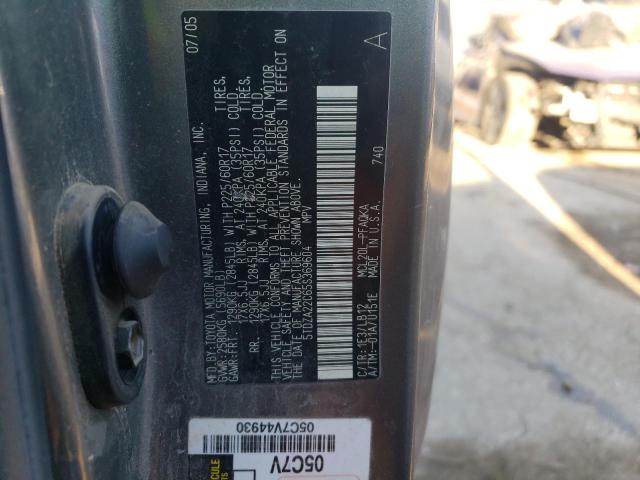 MFD. BY: TOYOTA MOTOR MANUFACTURING, INDIANA, INC. 07/05
GVWR: 2580KG (5690LB)
GAWR:FRT. 1290KG (2845LB) WITH P225/60R17 TIRES,
17X6.5JJ RIMS, AT 240KPA (35PSI) COLD.
RR. 1290KG (2845LB) WITH P225/60R17 TIRES,
17X6.5JJ RIMS, AT 240KPA (35PSI) COLD.
THIS VEHICLE CONFORMS TO ALL APPLICABLE FEDERAL MOTOR
VEHICLE SAFETY AND THEFT PREVENTION STANDARDS IN EFFECT ON
THE DATE OF MANUFACTURE SHOWN ABOVE.
5TDZA22C65S369604 MPV
740
C/TR:1E3/LB12 MCL20L-PFAQKA
A/TM:-01A/U151E MADE IN U.S.A.
A
05C7V44930
05C7V